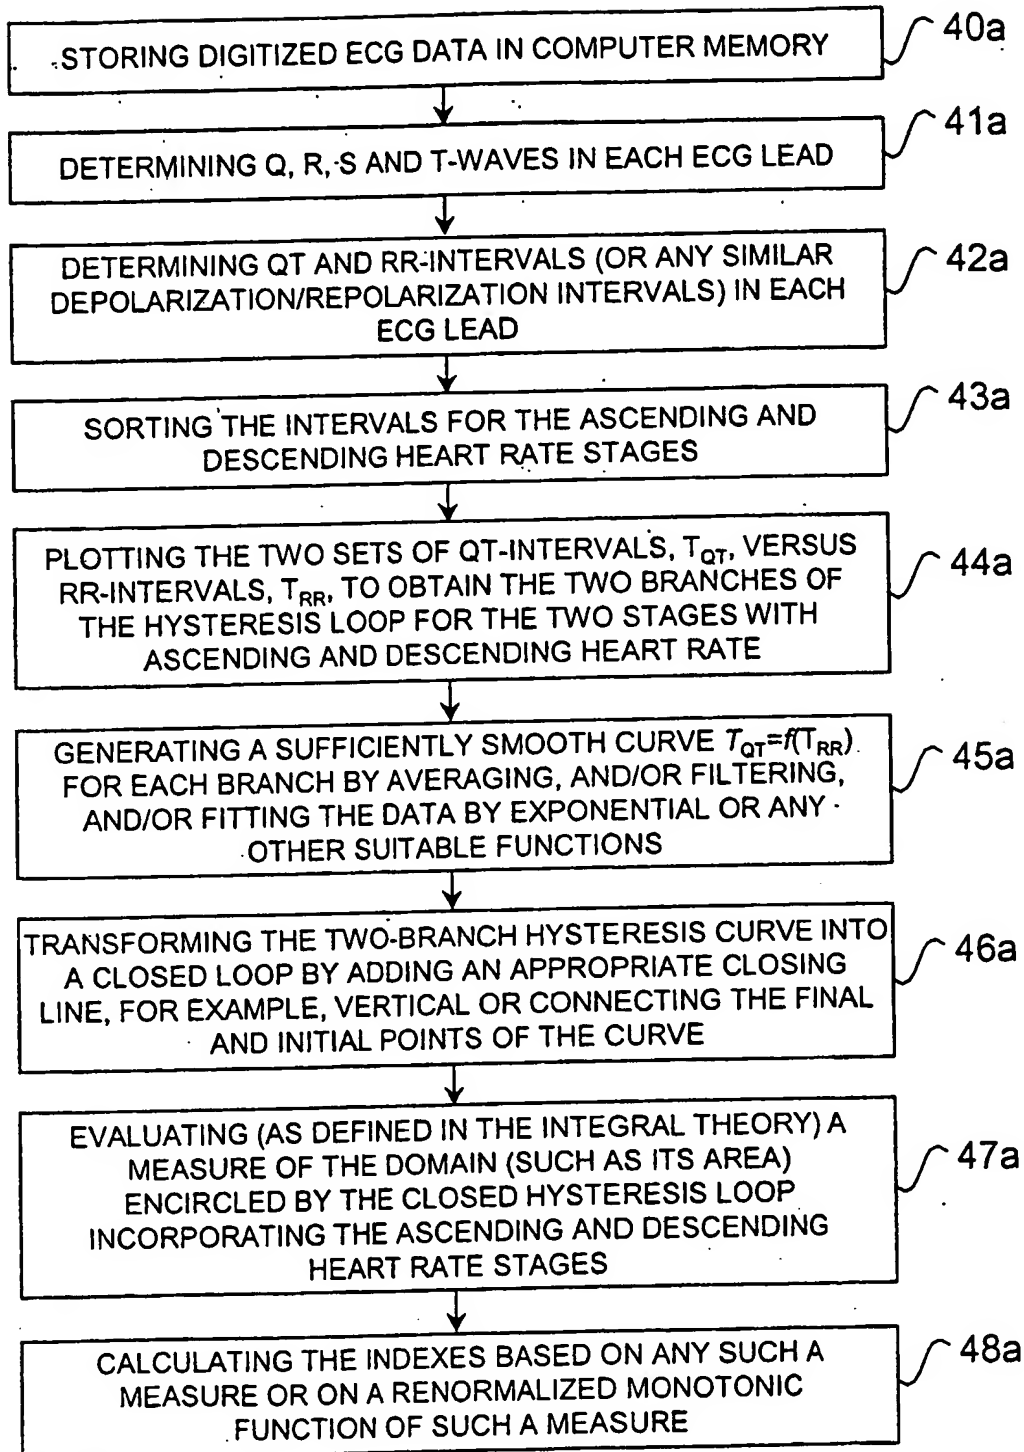 STORING DIGITIZED ECG DATA IN COMPUTER MEMORY
40a
DETERMINING Q, R, S AND T-WAVES IN EACH ECG LEAD
41a
DETERMINING QT AND RR-INTERVALS (OR ANY SIMILAR
DEPOLARIZATION/REPOLARIZATION INTERVALS) IN EACH
ECG LEAD
42a
SORTING THE INTERVALS FOR THE ASCENDING AND
DESCENDING HEART RATE STAGES
43a
PLOTTING THE TWO SETS OF QT-INTERVALS, T_QT, VERSUS
RR-INTERVALS, T_RR, TO OBTAIN THE TWO BRANCHES OF
THE HYSTERESIS LOOP FOR THE TWO STAGES WITH
ASCENDING AND DESCENDING HEART RATE
44a
GENERATING A SUFFICIENTLY SMOOTH CURVE T_QT=f(T_RR)
FOR EACH BRANCH BY AVERAGING, AND/OR FILTERING,
AND/OR FITTING THE DATA BY EXPONENTIAL OR ANY
OTHER SUITABLE FUNCTIONS
45a
TRANSFORMING THE TWO-BRANCH HYSTERESIS CURVE INTO
A CLOSED LOOP BY ADDING AN APPROPRIATE CLOSING
LINE, FOR EXAMPLE, VERTICAL OR CONNECTING THE FINAL
AND INITIAL POINTS OF THE CURVE
46a
EVALUATING (AS DEFINED IN THE INTEGRAL THEORY) A
MEASURE OF THE DOMAIN (SUCH AS ITS AREA)
ENCIRCLED BY THE CLOSED HYSTERESIS LOOP
INCORPORATING THE ASCENDING AND DESCENDING
HEART RATE STAGES
47a
CALCULATING THE INDEXES BASED ON ANY SUCH A
MEASURE OR ON A RENORMALIZED MONOTONIC
FUNCTION OF SUCH A MEASURE
48a